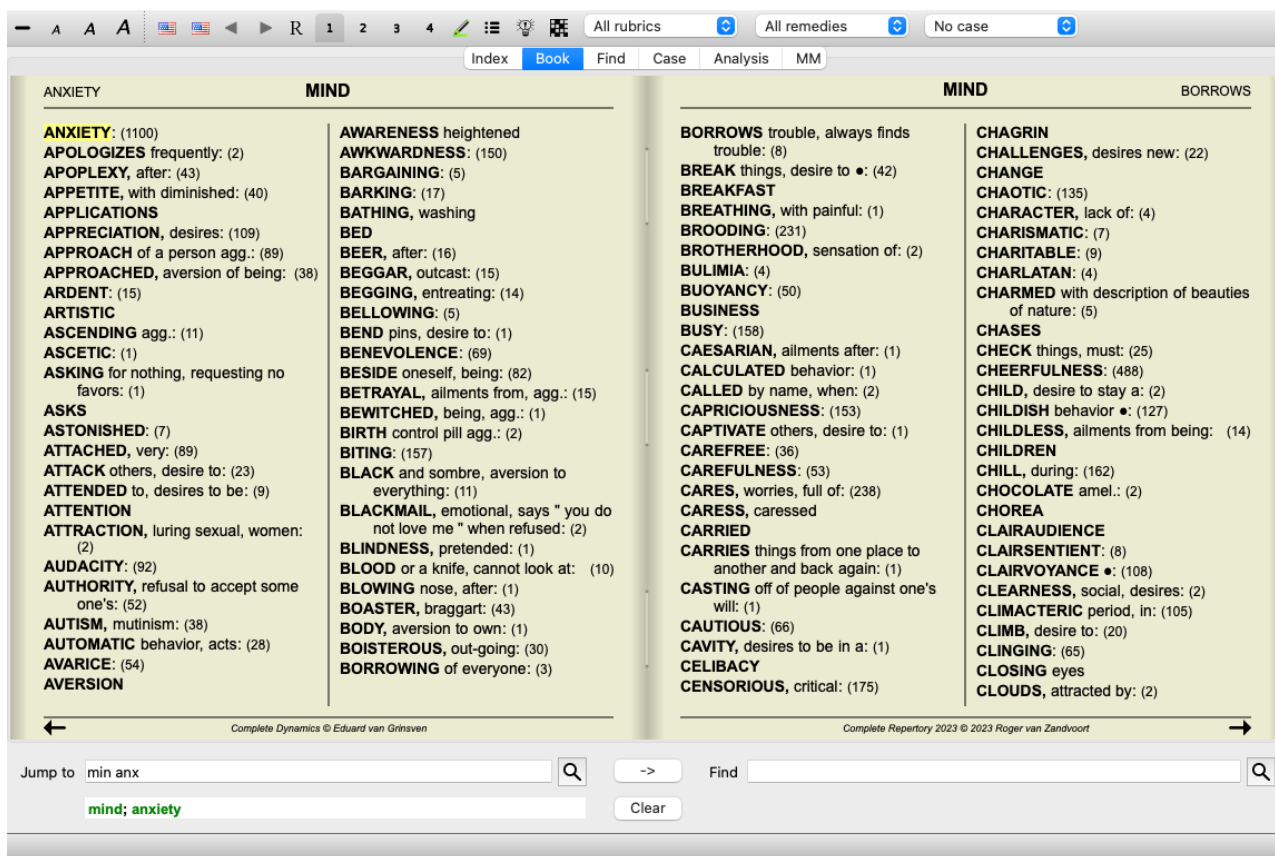 A A A R 1 2 3 4 All rubrics All remedies No case
Index Book Find Case Analysis MM
ANXIETY MIND
ANXIETY: (1100)
APOLOGIZES frequently: (2)
APOPLEXY, after: (43)
APPETITE, with diminished: (40)
APPLICATIONS
APPRECIATION, desires: (109)
APPROACH of a person agg.: (89)
APPROACHED, aversion of being: (38)
ARDENT: (15)
ARTISTIC
ASCENDING agg.: (11)
ASCETIC: (1)
ASKING for nothing, requesting no
favors: (1)
ASKS
ASTONISHED: (7)
ATTACHED, very: (89)
ATTACK others, desire to: (23)
ATTENDED to, desires to be: (9)
ATTENTION
ATTRACTION, luring sexual, women:
(2)
AUDACITY: (92)
AUTHORITY, refusal to accept some
one's: (52)
AUTISM, mutinism: (38)
AUTOMATIC behavior, acts: (28)
AVARICE: (54)
AVERSION
AWARENESS heightened
AWKWARDNESS: (150)
BARGAINING: (5)
BARKING: (17)
BATHING, washing
BED
BEER, after: (16)
BEGGAR, outcast: (15)
BEGGING, entreating: (14)
BELLOWING: (5)
BEND pins, desire to: (1)
BENEVOLENCE: (69)
BESIDE oneself, being: (82)
BETRAYAL, ailments from, agg.: (15)
BEWITCHED, being, agg.: (1)
BIRTH control pill agg.: (2)
BITING: (157)
BLACK and sombre, aversion to
everything: (11)
BLACKMAIL, emotional, says " you do
not love me " when refused: (2)
BLINDNESS, pretended: (1)
BLOOD or a knife, cannot look at: (10)
BLOWING nose, after: (1)
BOASTER, braggart: (43)
BODY, aversion to own: (1)
BOISTEROUS, out-going: (30)
BORROWING of everyone: (3)
Complete Dynamics © Eduard van Grinsven
MIND BORROWS
BORROWS trouble, always finds
trouble: (8)
BREAK things, desire to ●: (42)
BREAKFAST
BREATHING, with painful: (1)
BROODING: (231)
BROTHERHOOD, sensation of: (2)
BULIMIA: (4)
BUOYANCY: (50)
BUSINESS
BUSY: (158)
CAESARIAN, ailments after: (1)
CALCULATED behavior: (1)
CALLED by name, when: (2)
CAPRICIOUSNESS: (153)
CAPTIVATE others, desire to: (1)
CAREFREE: (36)
CAREFULNESS: (53)
CARES, worries, full of: (238)
CARESS, caressed
CARRIED
CARRIES things from one place to
another and back again: (1)
CASTING off of people against one's
will: (1)
CAUTIOUS: (66)
CAVITY, desires to be in a: (1)
CELIBACY
CENSORIOUS, critical: (175)
CHAGRIN
CHALLENGES, desires new: (22)
CHANGE
CHAOTIC: (135)
CHARACTER, lack of: (4)
CHARISMATIC: (7)
CHARITABLE: (9)
CHARLATAN: (4)
CHARMED with description of beauties
of nature: (5)
CHASES
CHECK things, must: (25)
CHEERFULNESS: (488)
CHILD, desire to stay a: (2)
CHILDISH behavior ●: (127)
CHILDLESS, ailments from being: (14)
CHILDREN
CHILL, during: (162)
CHOCOLATE amel.: (2)
CHOREA
CLAIRAUDIENCE
CLAIRSENTIENT: (8)
CLAIRVOYANCE ●: (108)
CLEARNESS, social, desires: (2)
CLIMACTERIC period, in: (105)
CLIMB, desire to: (20)
CLINGING: (65)
CLOSING eyes
CLOUDS, attracted by: (2)
Complete Repertory 2023 © 2023 Roger van Zandvoort
Jump to min anx -> Find
mind; anxiety Clear